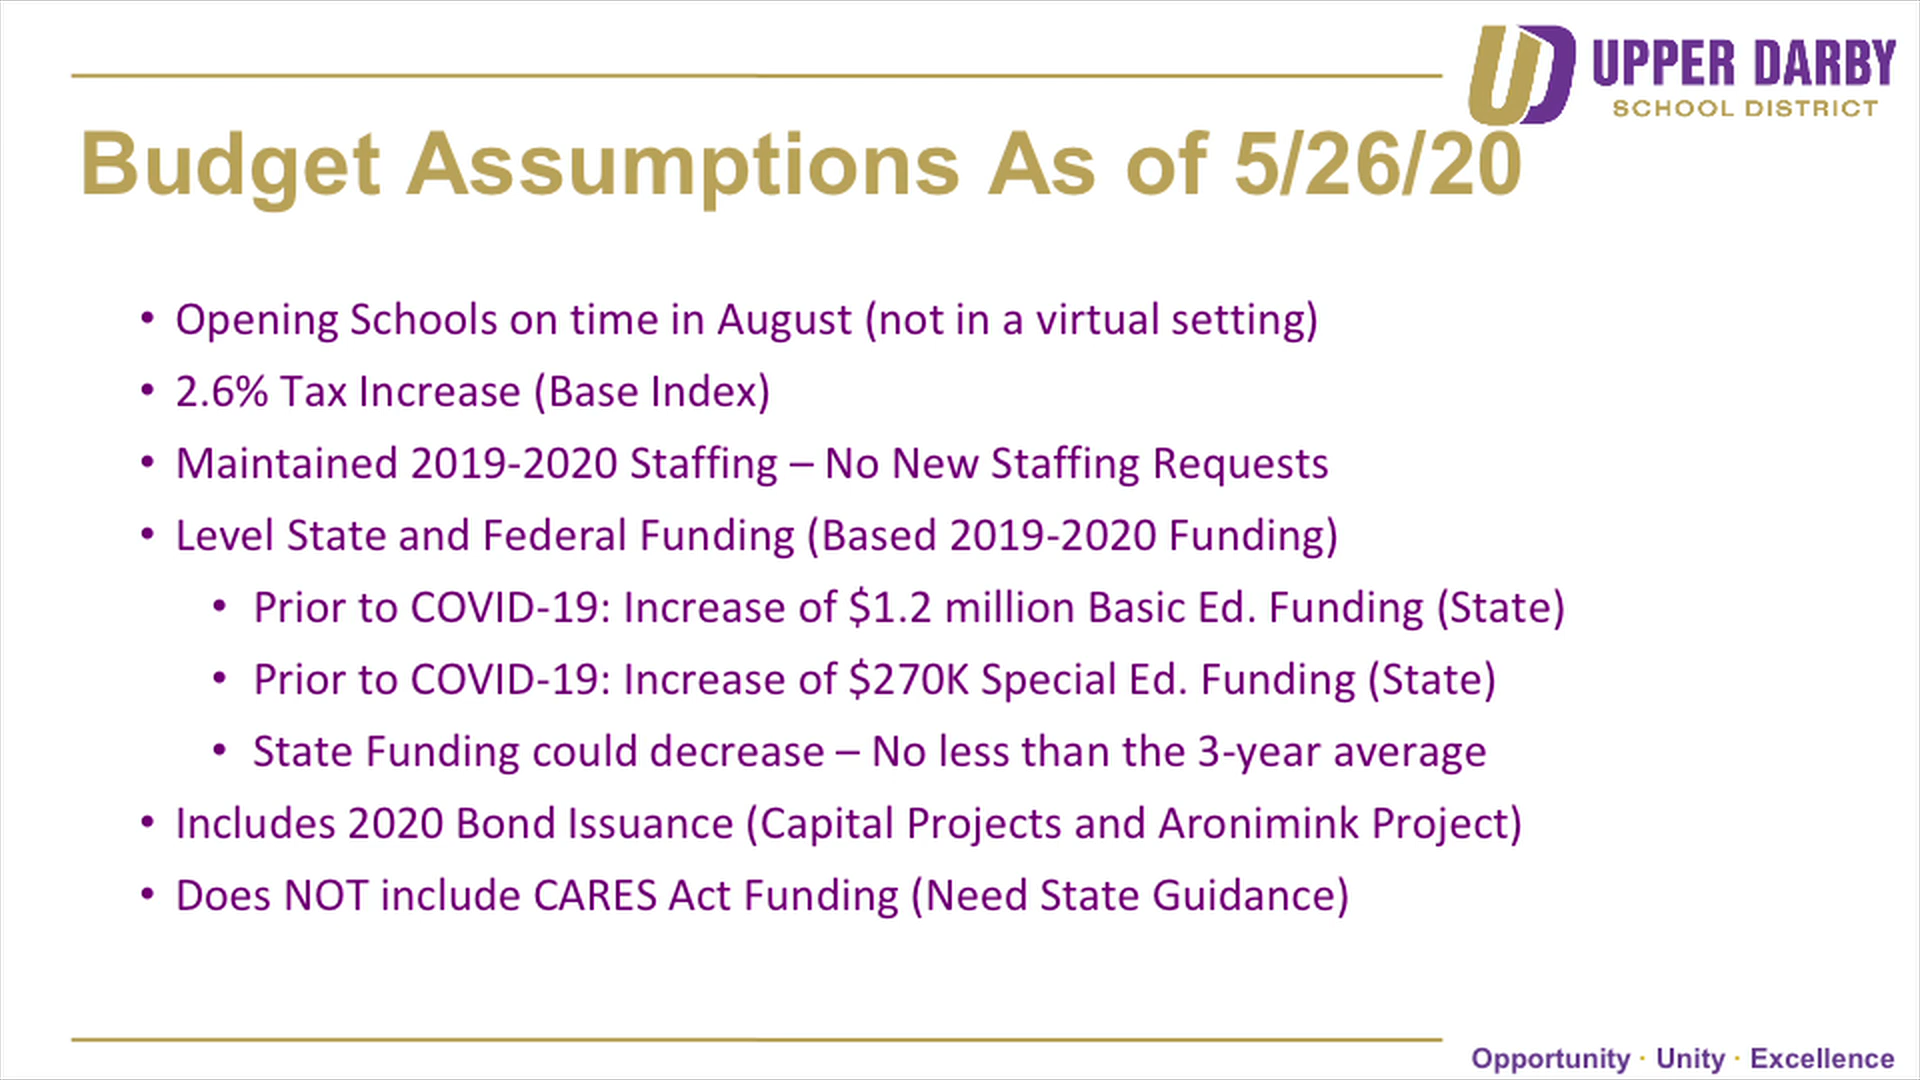 UPPER DARBY
SCHOOL DISTRICT
Budget Assumptions As of 5/26/20
• Opening Schools on time in August (not in a virtual setting)
• 2.6% Tax Increase (Base Index)
• Maintained 2019-2020 Staffing – No New Staffing Requests
• Level State and Federal Funding (Based 2019-2020 Funding)
• Prior to COVID-19: Increase of $1.2 million Basic Ed. Funding (State)
• Prior to COVID-19: Increase of $270K Special Ed. Funding (State)
• State Funding could decrease – No less than the 3-year average
• Includes 2020 Bond Issuance (Capital Projects and Aronimink Project)
• Does NOT include CARES Act Funding (Need State Guidance)
Opportunity · Unity · Excellence